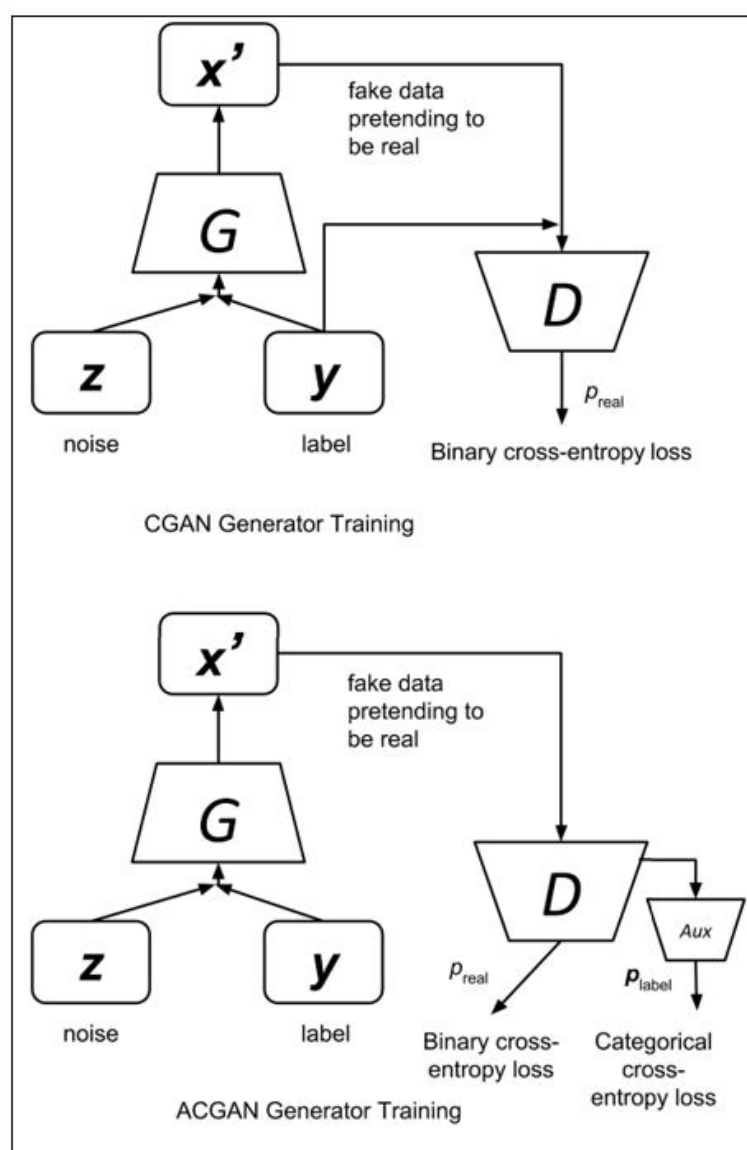 x’
fake data
pretending to
be real
G
D
z
y
p_real
noise
label
Binary cross-entropy loss
CGAN Generator Training
x’
fake data
pretending to
be real
G
D
Aux
z
y
p_real
p_label
noise
label
Binary cross-
entropy loss
Categorical
cross-
entropy loss
ACGAN Generator Training